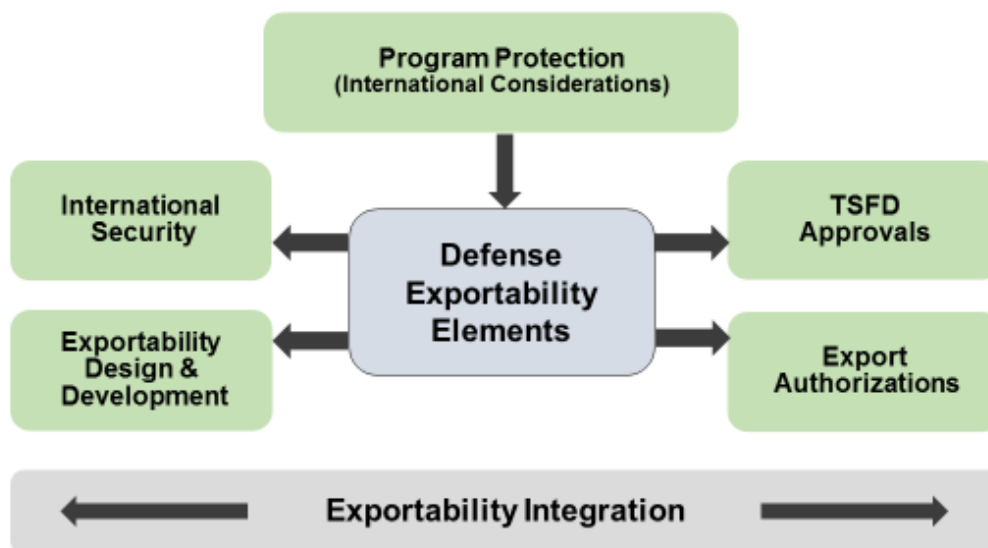 Program Protection
(International Considerations)
International
Security
TSFD
Approvals
Defense
Exportability
Elements
Exportability
Design &
Development
Export
Authorizations
Exportability Integration